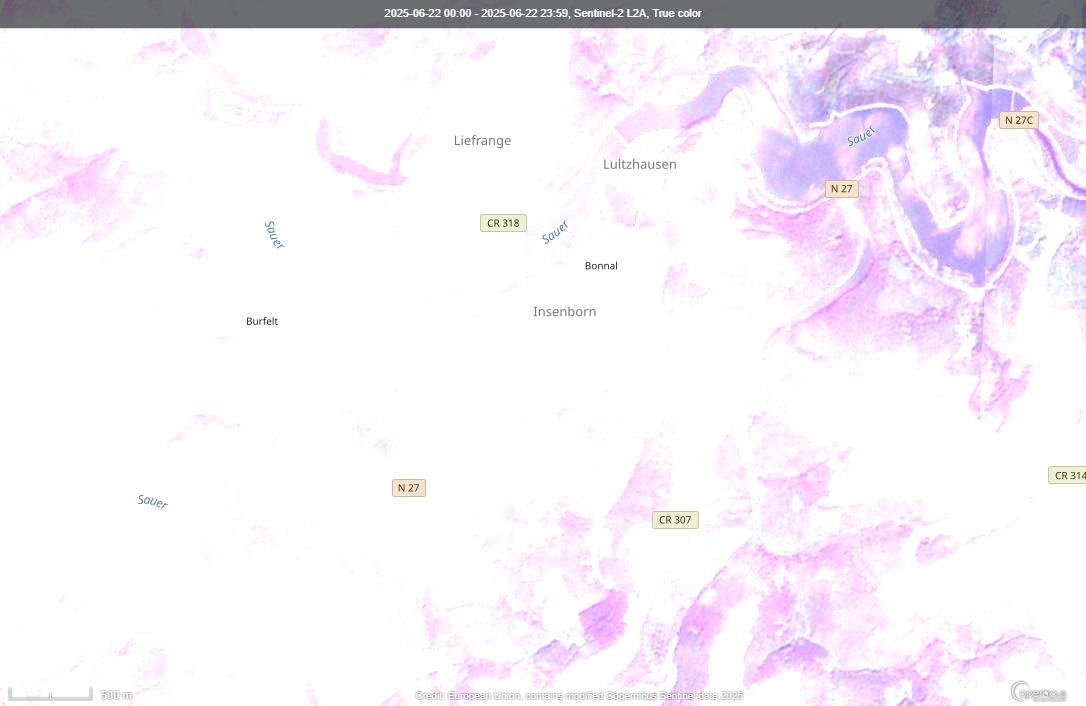 2025-06-22 00:00 - 2025-06-22 23:59, Sentinel-2 L2A, True color
N 27C
Sauer
Liefrange
Lultzhausen
N 27
CR 318
Sauer
Sauer
Bonnal
Insenborn
Burfelt
CR 314
N 27
Sauer
CR 307
500 m
Credit: European Union, contains modified Copernicus Sentinel data 2025